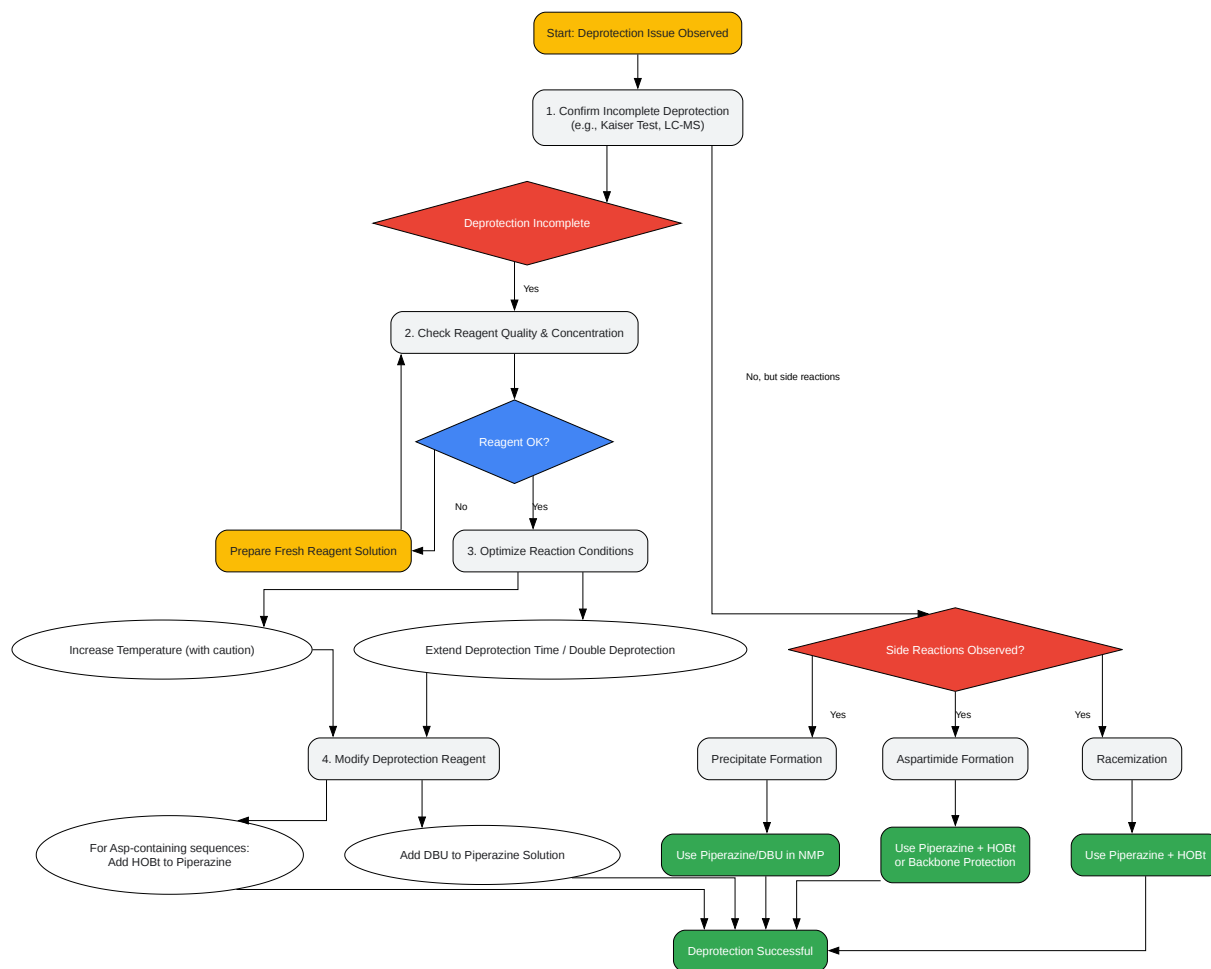 Start: Deprotection Issue Observed
1. Confirm Incomplete Deprotection
(e.g., Kaiser Test, LC-MS)
Deprotection Incomplete
Yes
2. Check Reagent Quality & Concentration
No, but side reactions
Reagent OK?
No
Yes
Prepare Fresh Reagent Solution
3. Optimize Reaction Conditions
Increase Temperature (with caution)
Extend Deprotection Time / Double Deprotection
Side Reactions Observed?
Yes
Yes
Yes
4. Modify Deprotection Reagent
Precipitate Formation
Aspartimide Formation
Racemization
For Asp-containing sequences:
Add HOBt to Piperazine
Add DBU to Piperazine Solution
Use Piperazine/DBU in NMP
Use Piperazine + HOBt
or Backbone Protection
Use Piperazine + HOBt
Deprotection Successful